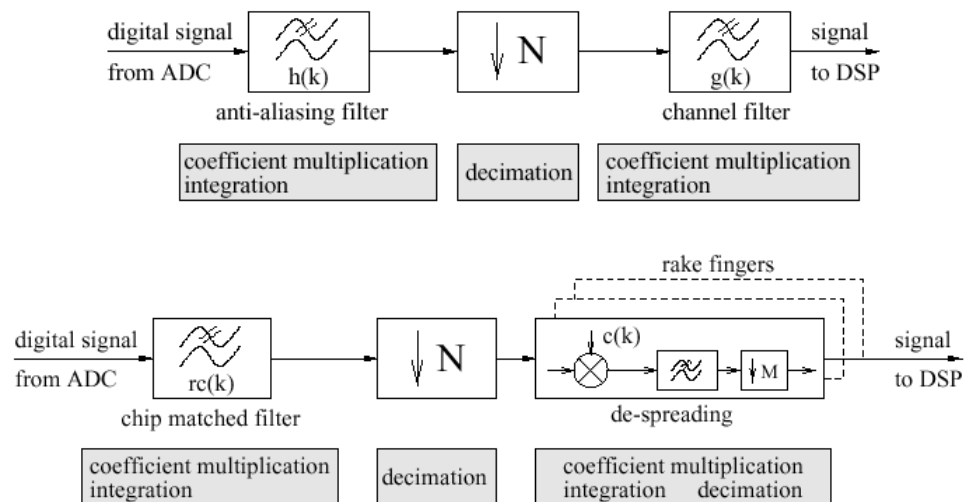 digital signal
from ADC
h(k)
anti-aliasing filter
N
g(k)
channel filter
signal
to DSP
coefficient multiplication
integration
decimation
coefficient multiplication
integration
rake fingers
digital signal
from ADC
rc(k)
chip matched filter
N
c(k)
M
de-spreading
signal
to DSP
coefficient multiplication
integration
decimation
coefficient multiplication
integration decimation